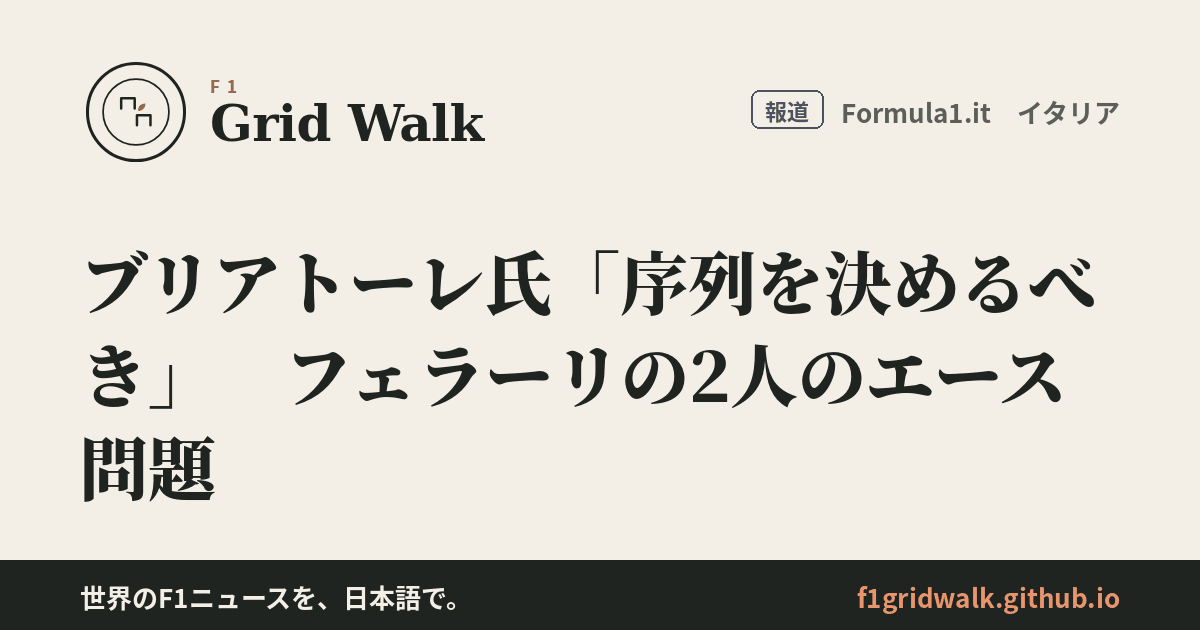 F1
Grid Walk
報道 Formula1.it イタリア
ブリアトーレ氏「序列を決めるべ
き」 フェラーリの2人のエース
問題
世界のF1ニュースを、日本語で。
f1gridwalk.github.io